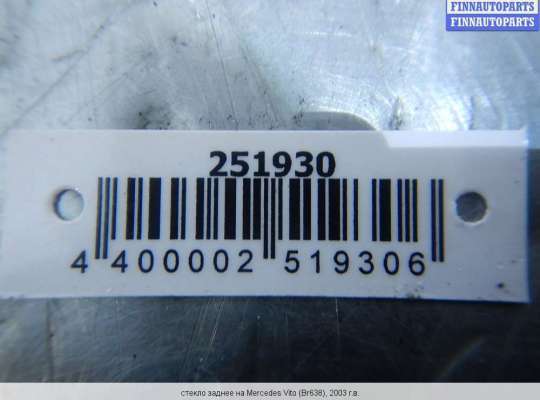 FINNAUTOPARTS
FINNAUTOPARTS
251930
4 400002 519306
стекло заднее на Mercedes Vito (Br638), 2003 г.в.